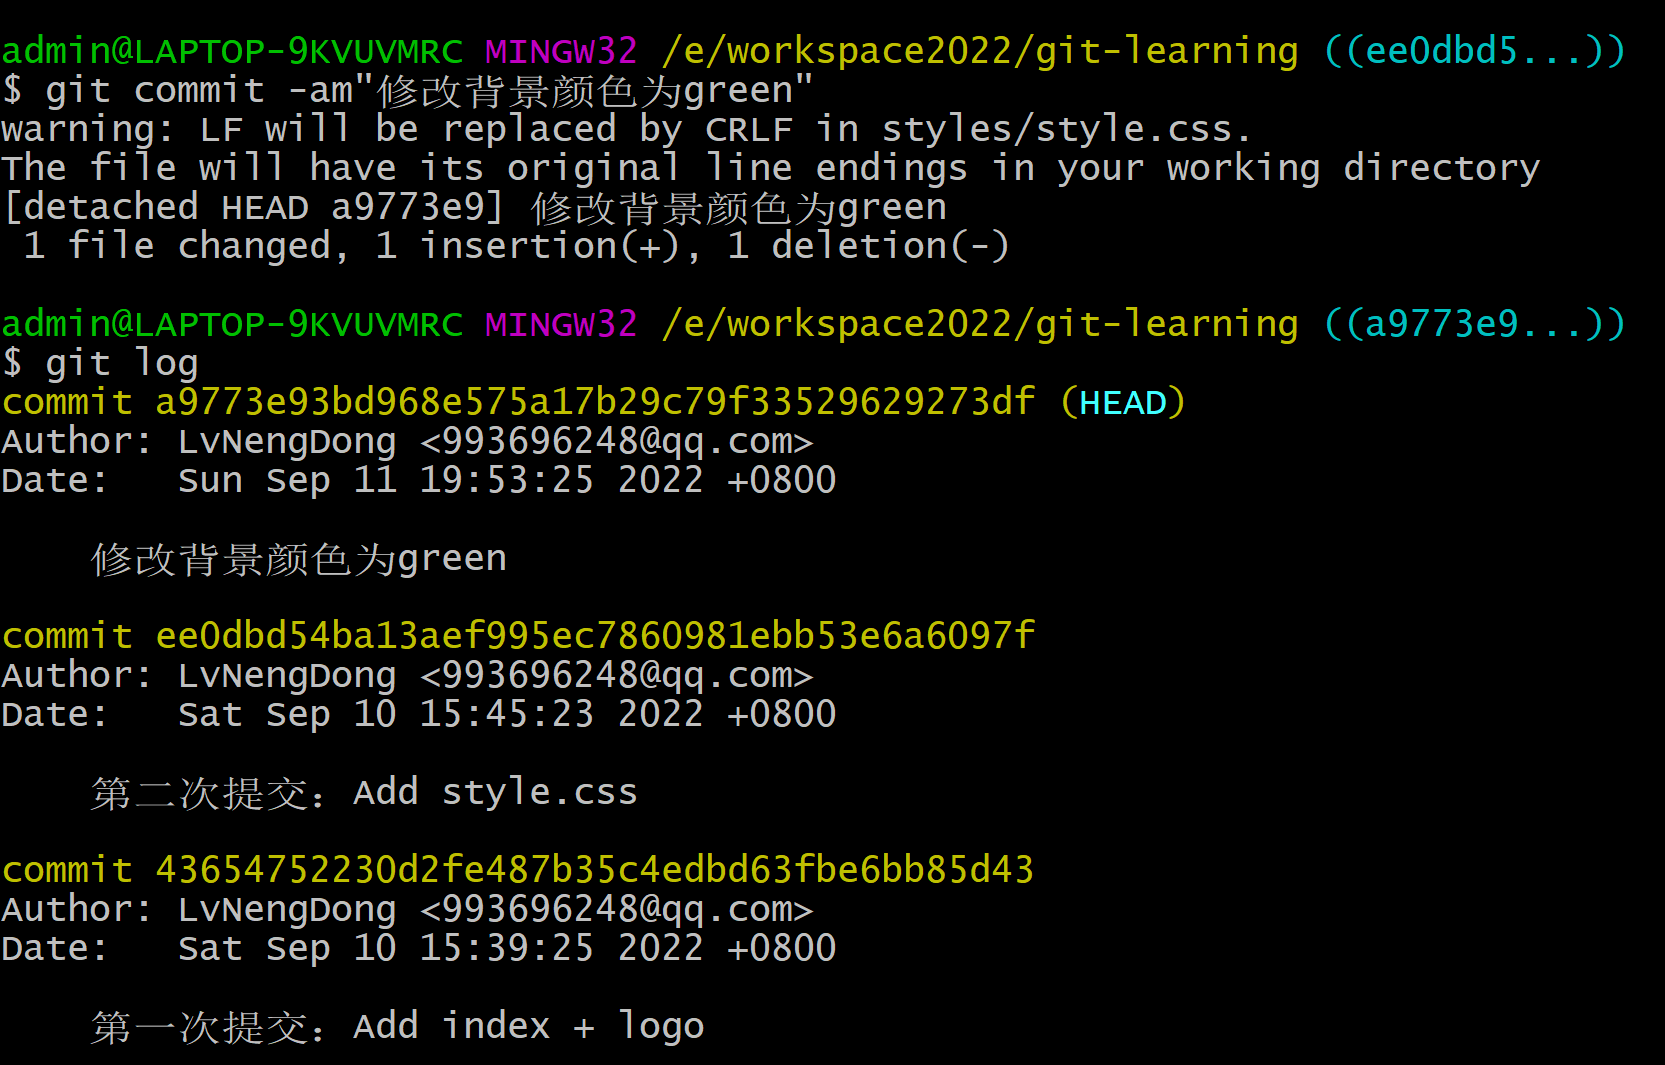 admin@LAPTOP-9KVUVMRC MINGW32 /e/workspace2022/git-learning ((ee0dbd5...))
$ git commit -am"修改背景颜色为green"
warning: LF will be replaced by CRLF in styles/style.css.
The file will have its original line endings in your working directory
[detached HEAD a9773e9] 修改背景颜色为green
 1 file changed, 1 insertion(+), 1 deletion(-)
admin@LAPTOP-9KVUVMRC MINGW32 /e/workspace2022/git-learning ((a9773e9...))
$ git log
commit a9773e93bd968e575a17b29c79f33529629273df (HEAD)
Author: LvNengDong <993696248@qq.com>
Date:   Sun Sep 11 19:53:25 2022 +0800
修改背景颜色为green
commit ee0dbd54ba13aef995ec7860981ebb53e6a6097f
Author: LvNengDong <993696248@qq.com>
Date:   Sat Sep 10 15:45:23 2022 +0800
第二次提交：Add style.css
commit 43654752230d2fe487b35c4edbd63fbe6bb85d43
Author: LvNengDong <993696248@qq.com>
Date:   Sat Sep 10 15:39:25 2022 +0800
第一次提交：Add index + logo